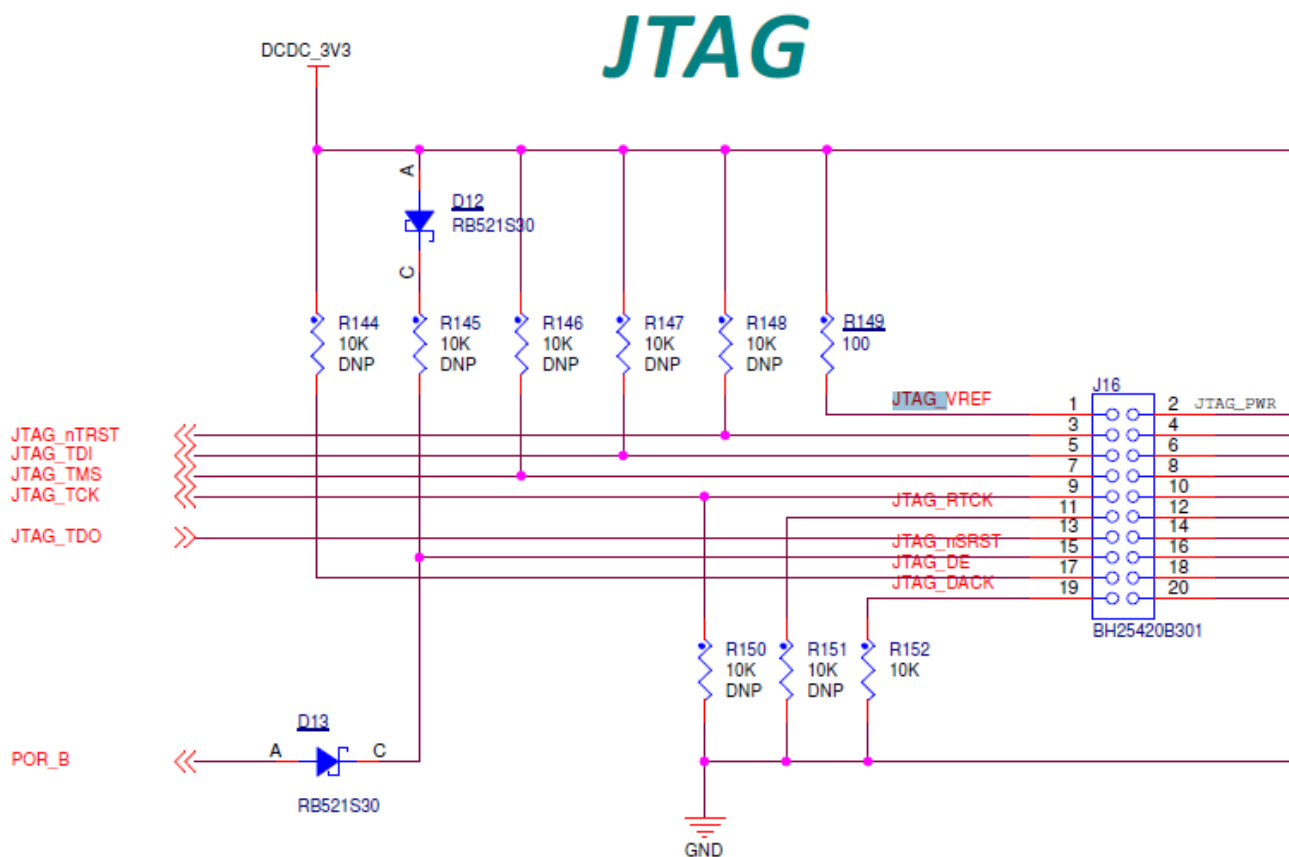 JTAG
DCDC_3V3
A
D12
RB521S30
C
R144
10K
DNP
R145
10K
DNP
R146
10K
DNP
R147
10K
DNP
R148
10K
DNP
R149
100
J16
JTAG_VREF
1 2 JTAG_PWR
JTAG_nTRST
3 4
JTAG_TDI
5 6
JTAG_TMS
7 8
JTAG_TCK
9 10
JTAG_RTCK
11 12
JTAG_TDO
13 14
JTAG_nSRST
15 16
JTAG_DE
17 18
JTAG_DACK
19 20
BH25420B301
R150
10K
DNP
R151
10K
DNP
R152
10K
D13
POR_B
A C
RB521S30
GND